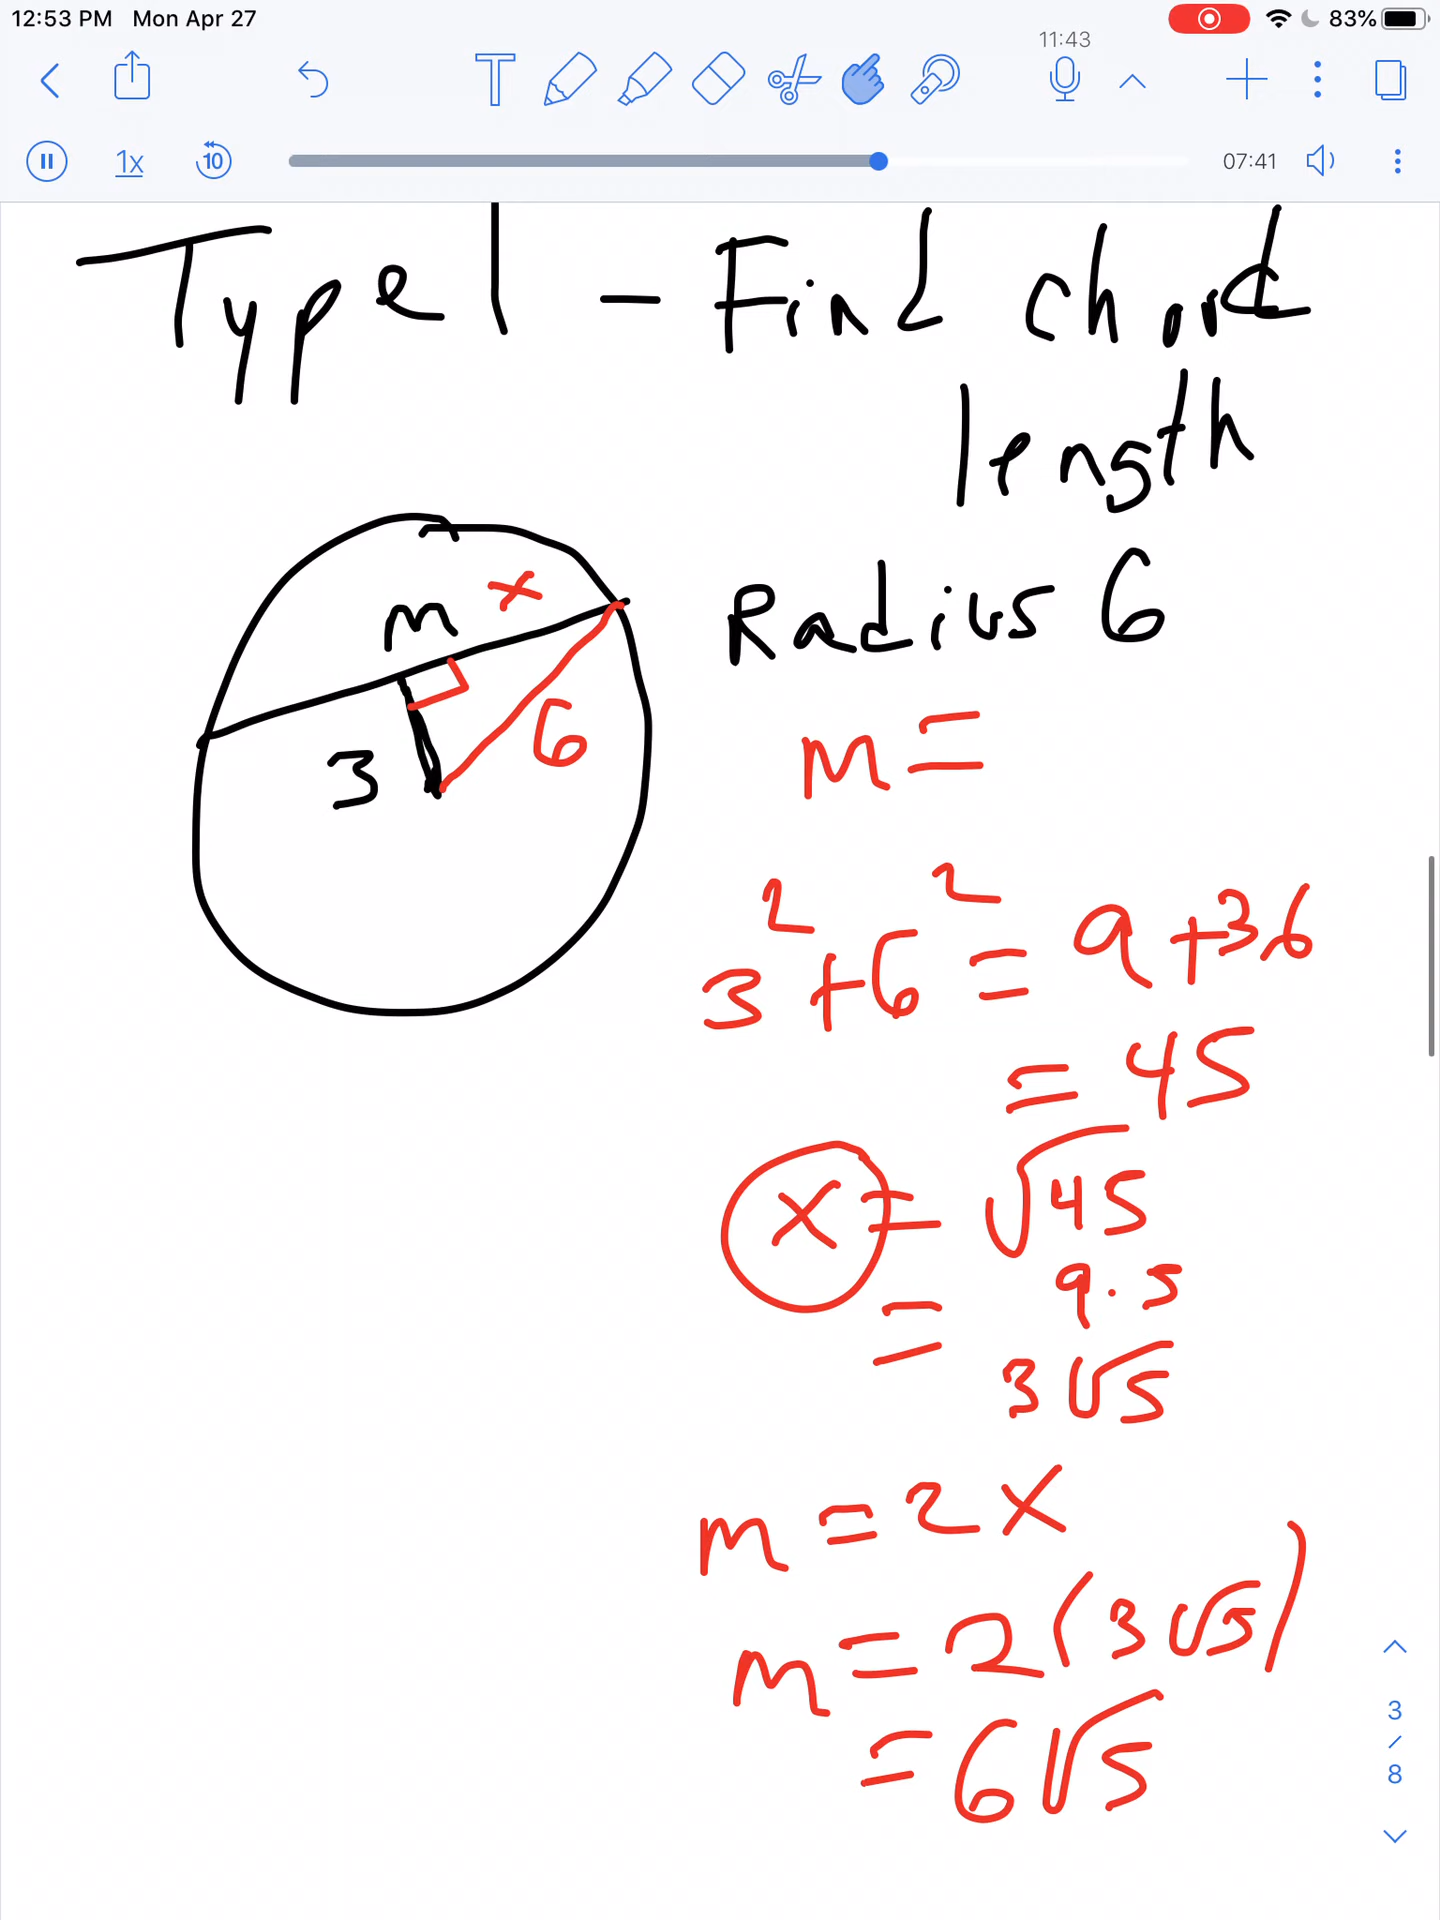 12:53 PM Mon Apr 27 83%
11:43
T
1x 10 07:41
Type 1 – Find chord
length
m x
Radius 6
3 6
m =
3² + 6² = 9 + 36
= 45
x = √45
9 · 5
= 3√5
m = 2x
m = 2(3√5)
= 6√5
3
/
8